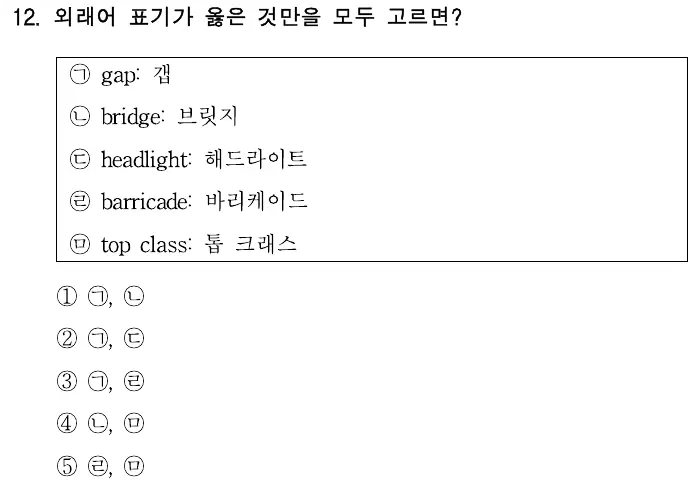 12. 외래어 표기가 옳은 것만을 모두 고르면?
㉠ gap: 갭
㉡ bridge: 브릿지
㉢ headlight: 해드라이트
㉣ barricade: 바리케이드
㉤ top class: 톱 크래스
① ㉠, ㉡
② ㉠, ㉢
③ ㉠, ㉣
④ ㉡, ㉤
⑤ ㉣, ㉤